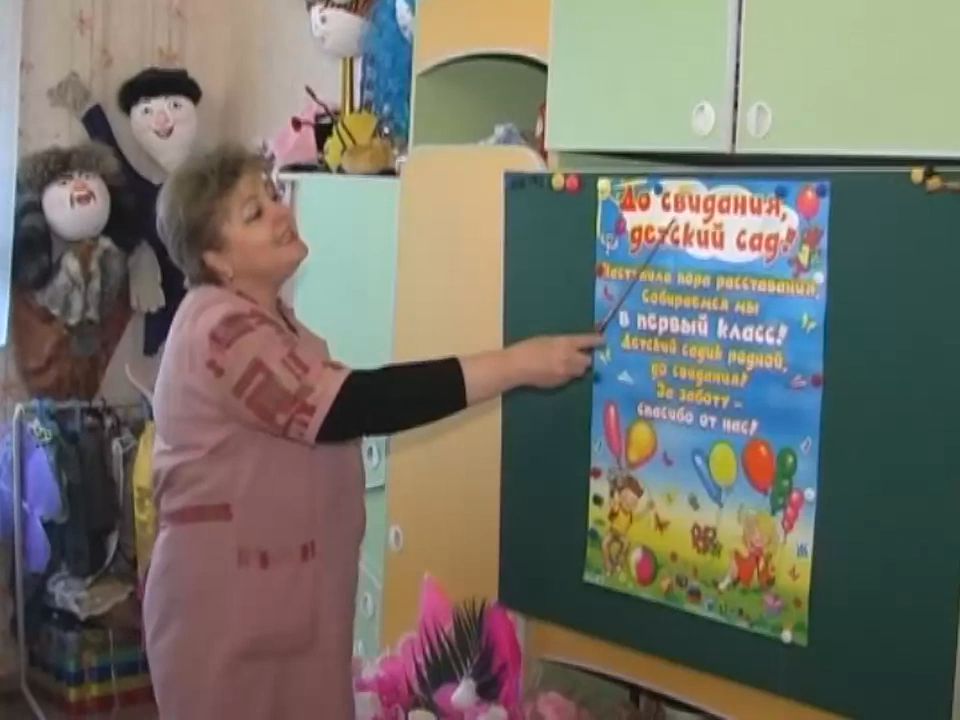 До свидания,
детский сад!
Наступила пора расставания,
Собираемся мы
в первый класс!
Детский садик родной,
до свидания!
За заботу -
спасибо от нас!